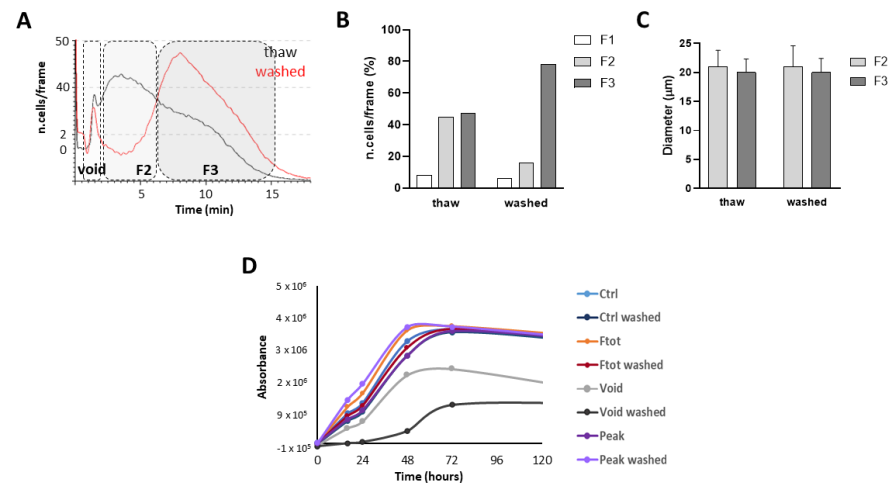 A
n.cells/frame
50
40
2
0
thaw
washed
void
F2
F3
5
10
15
Time (min)
B
n.cells/frame (%)
100
80
60
40
20
0
thaw
washed
F1
F2
F3
C
Diameter (µm)
25
20
15
10
5
0
thaw
washed
F2
F3
D
Absorbance
5 x 10⁶
4 x 10⁶
3 x 10⁶
2 x 10⁶
9 x 10⁵
-1 x 10⁵
0
24
48
72
96
120
Time (hours)
Ctrl
Ctrl washed
Ftot
Ftot washed
Void
Void washed
Peak
Peak washed